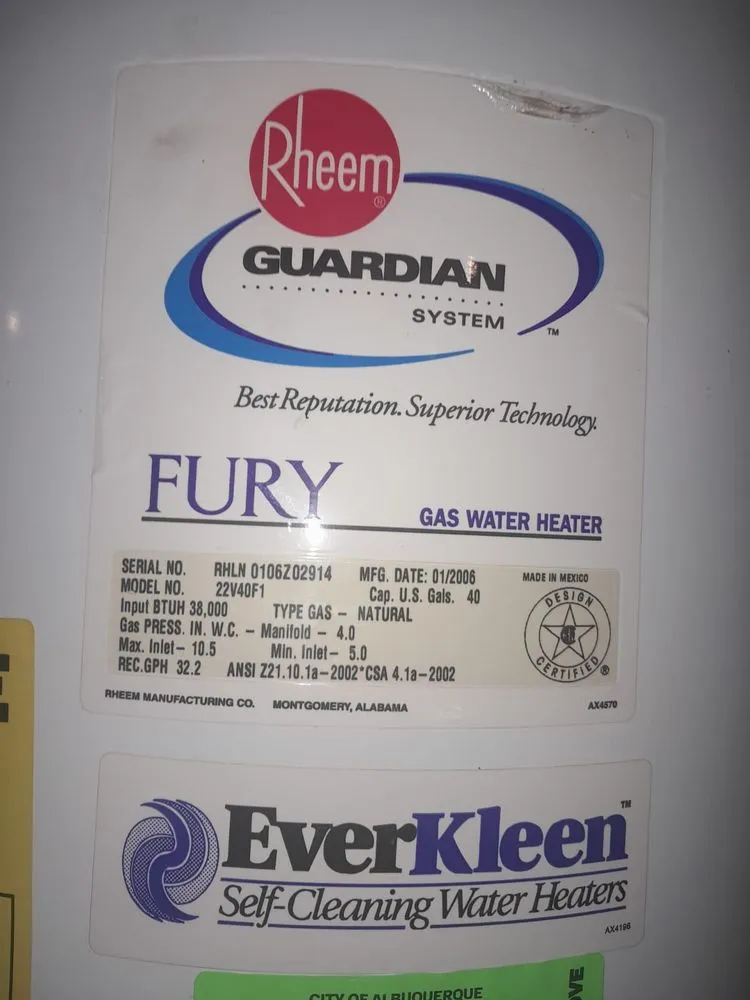 Rheem®
GUARDIAN
SYSTEM ™
Best Reputation. Superior Technology.
FURY
GAS WATER HEATER
SERIAL NO. RHLN 0106Z02914 MFG. DATE: 01/2006
MODEL NO. 22V40F1 Cap. U.S. Gals. 40
Input BTUH 38,000 TYPE GAS – NATURAL
Gas PRESS. IN. W.C. – Manifold – 4.0
Max. Inlet– 10.5 Min. Inlet– 5.0
REC.GPH 32.2 ANSI Z21.10.1a–2002*CSA 4.1a–2002
MADE IN MEXICO
DESIGN
CERTIFIED ®
RHEEM MANUFACTURING CO. MONTGOMERY, ALABAMA
AX4570
EverKleen™
Self-Cleaning Water Heaters
AX4196
CITY OF ALBUQUERQUE